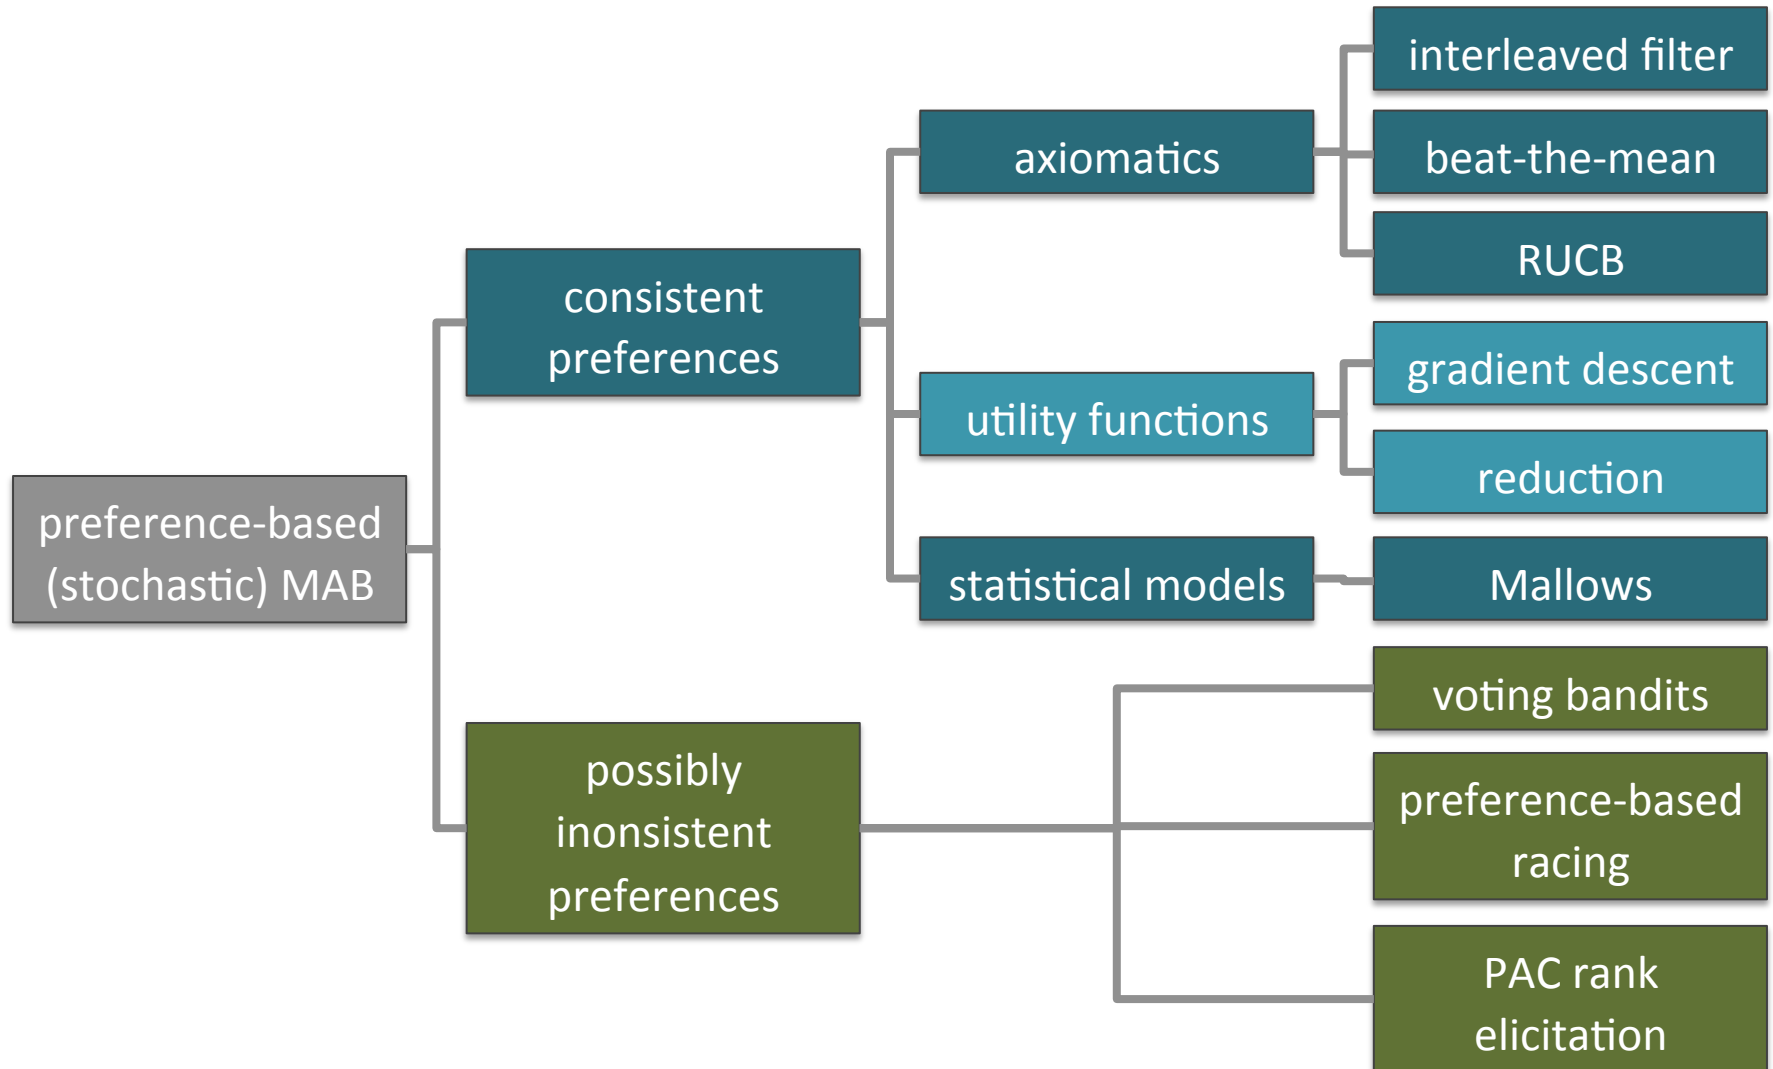 preference-based
(stochastic) MAB
consistent
preferences
axiomatics
interleaved filter
beat-the-mean
RUCB
utility functions
gradient descent
reduction
statistical models
Mallows
possibly
inonsistent
preferences
voting bandits
preference-based
racing
PAC rank
elicitation